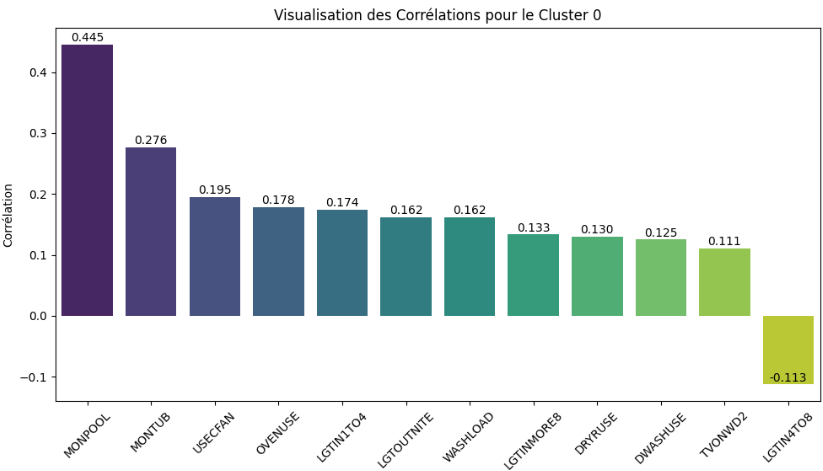 Visualisation des Corrélations pour le Cluster 0
Corrélation
0.4
0.3
0.2
0.1
0.0
−0.1
0.445
0.276
0.195
0.178
0.174
0.162
0.162
0.133
0.130
0.125
0.111
-0.113
MONPOOL
MONTUB
USECFAN
OVENUSE
LGTIN1TO4
LGTOUTNITE
WASHLOAD
LGTINMORE8
DRYRUSE
DWASHUSE
TVONWD2
LGTIN4TO8